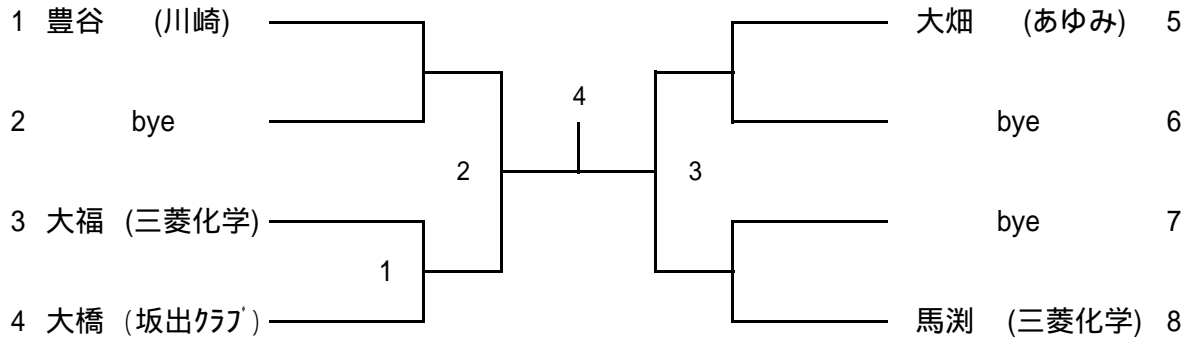 1 豊谷 (川崎) 大畑 (あゆみ) 5
4
2 bye bye 6
2 3
3 大福 (三菱化学) bye 7
1
4 大橋 (坂出ｸﾗﾌﾞ) 馬渕 (三菱化学) 8